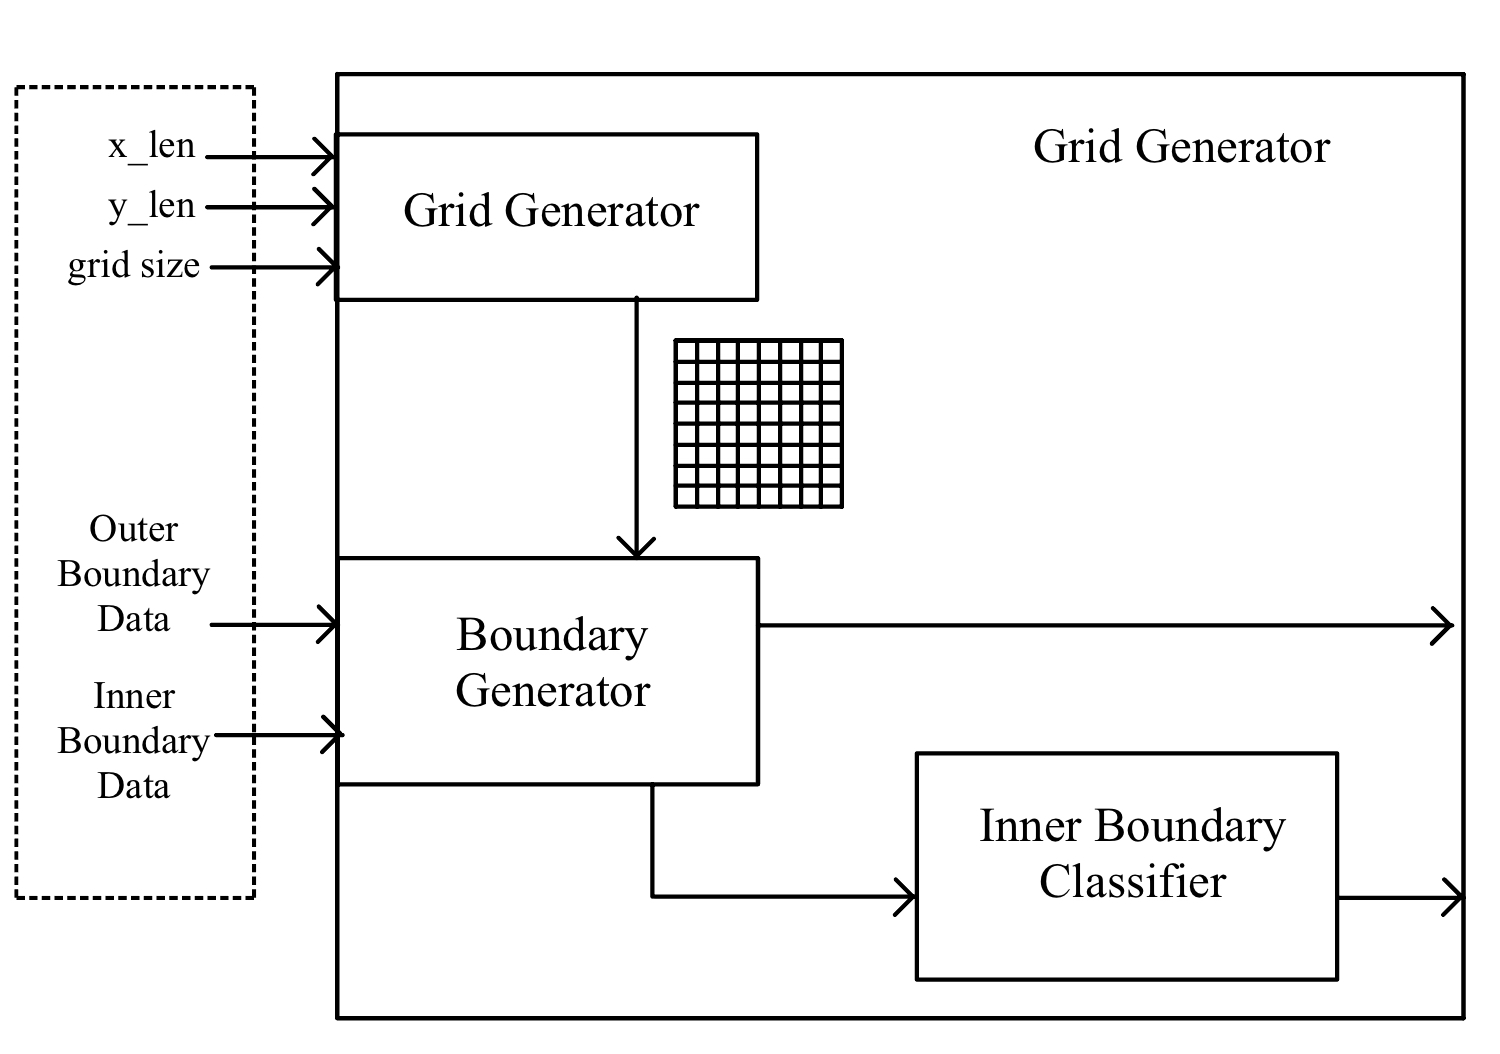 Grid Generator
x_len
y_len
grid size
Grid Generator
Outer
Boundary
Data
Inner
Boundary
Data
Boundary
Generator
Inner Boundary
Classifier